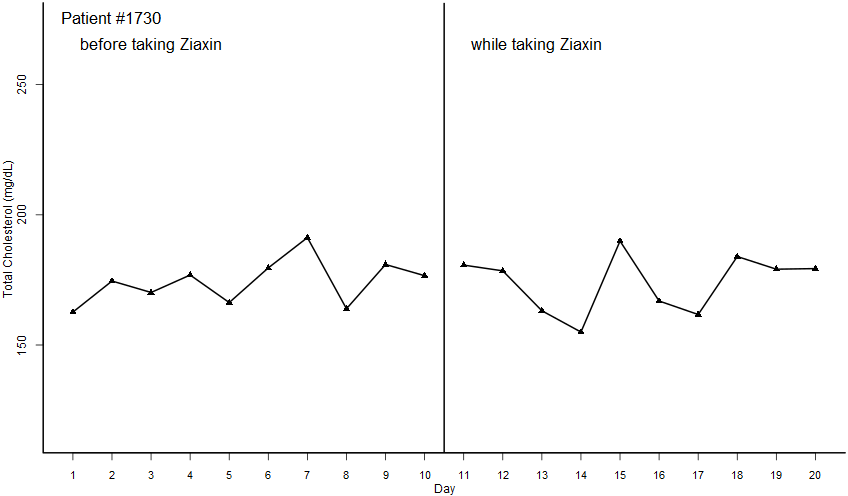 Patient #1730
before taking Ziaxin
while taking Ziaxin
Total Cholesterol (mg/dL)
250
200
150
1 2 3 4 5 6 7 8 9 10 11 12 13 14 15 16 17 18 19 20
Day